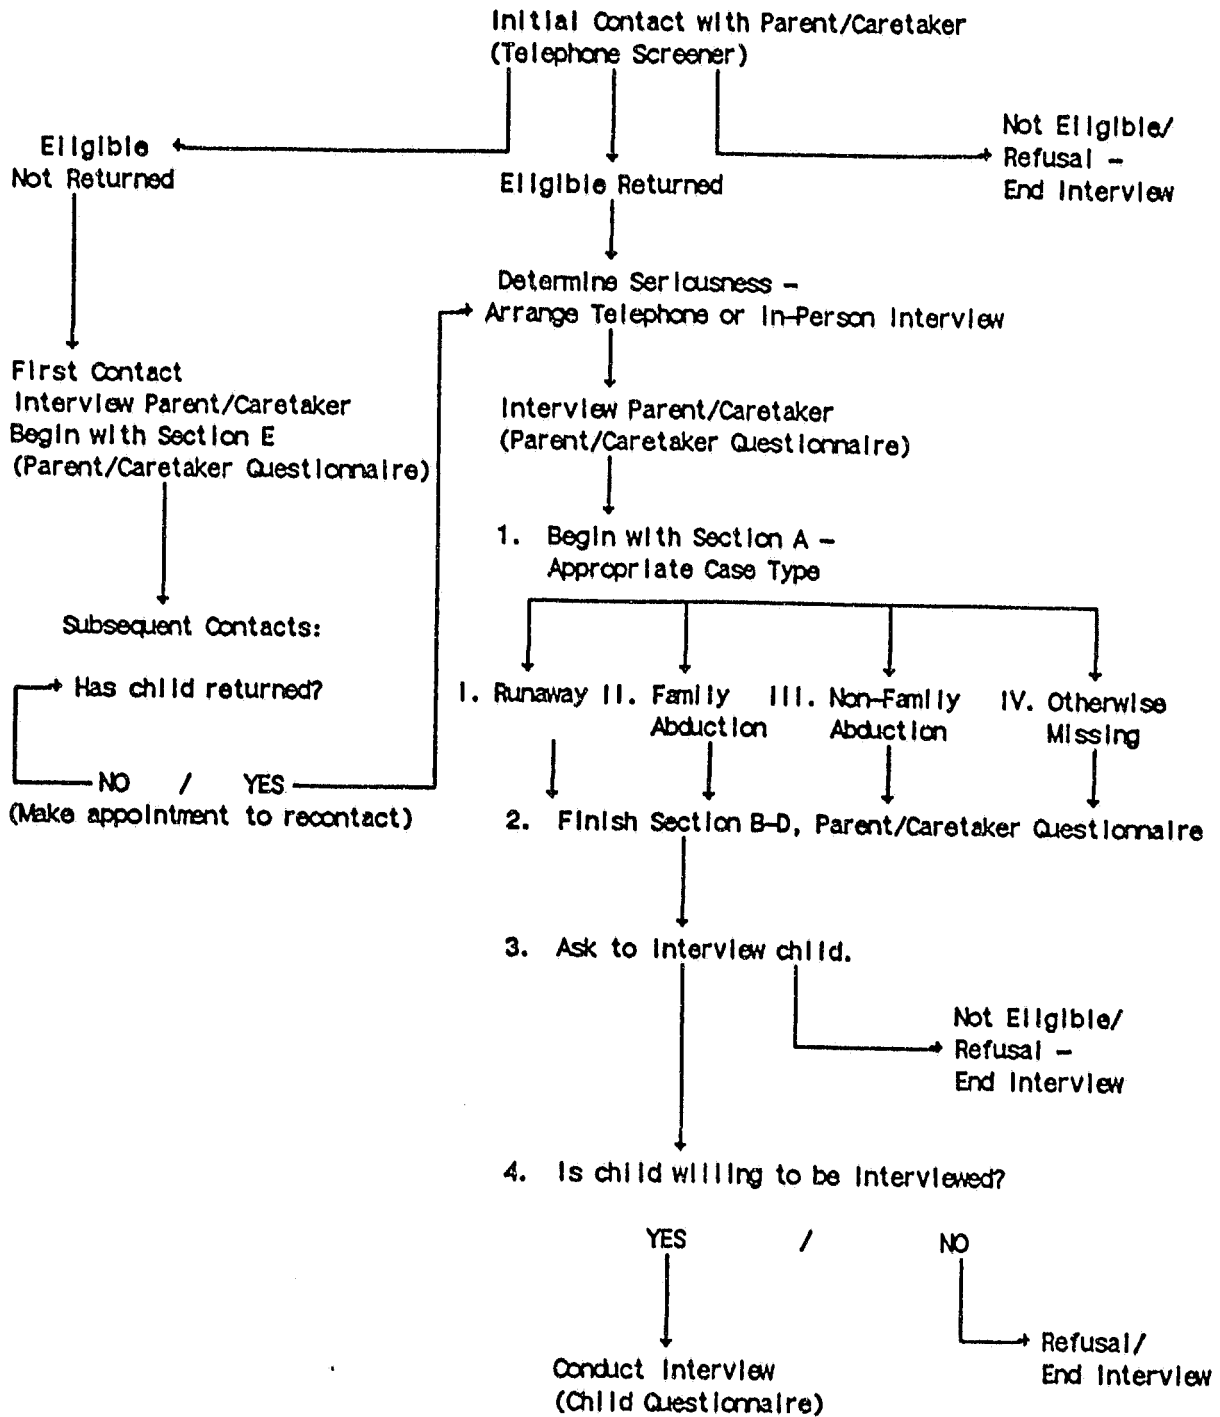 Initial Contact with Parent/Caretaker
(Telephone Screener)
Eligible
Not Returned
Eligible Returned
Not Eligible/
Refusal –
End Interview
Determine Seriousness –
Arrange Telephone or In-Person Interview
First Contact
Interview Parent/Caretaker
Begin with Section E
(Parent/Caretaker Questionnaire)
Interview Parent/Caretaker
(Parent/Caretaker Questionnaire)
1. Begin with Section A –
Appropriate Case Type
Subsequent Contacts:
Has child returned?
NO / YES
(Make appointment to recontact)
I. Runaway
II. Family
Abduction
III. Non-Family
Abduction
IV. Otherwise
Missing
2. Finish Section B-D, Parent/Caretaker Questionnaire
3. Ask to interview child.
Not Eligible/
Refusal –
End Interview
4. Is child willing to be interviewed?
YES / NO
Conduct Interview
(Child Questionnaire)
Refusal/
End Interview